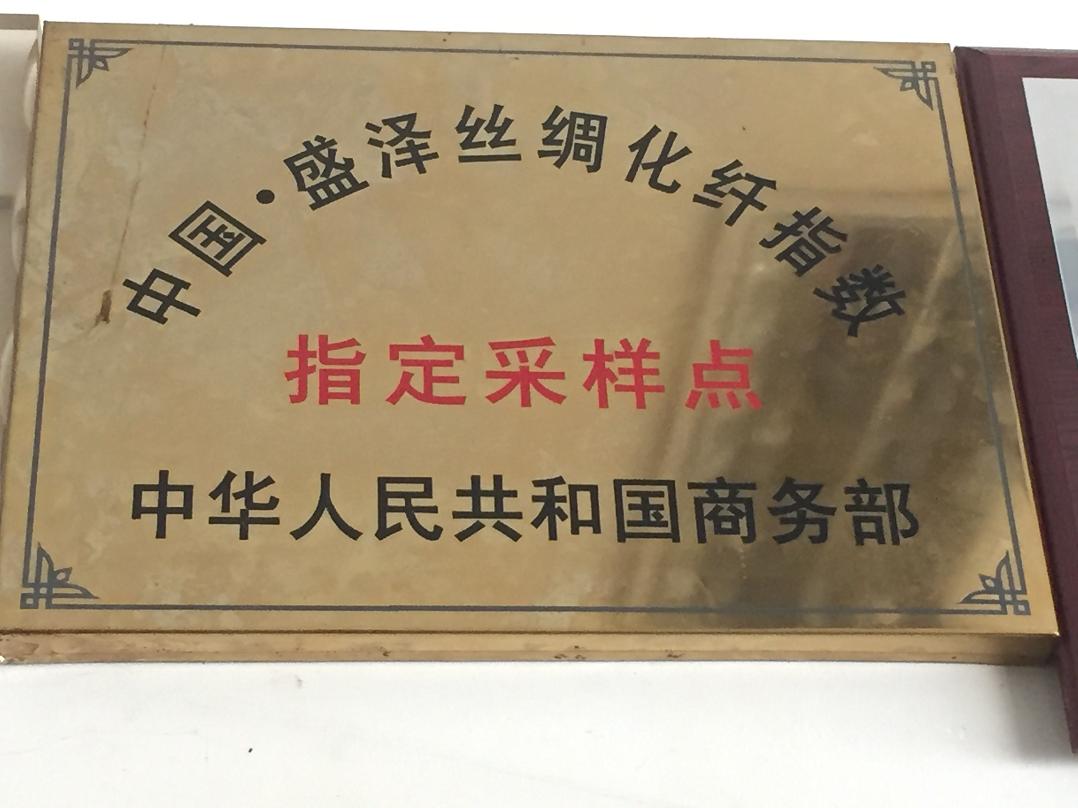 中国·盛泽丝绸化纤指数
指定采样点
中华人民共和国商务部